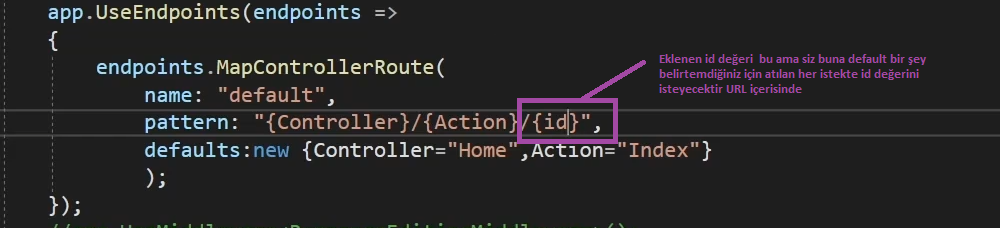 app.UseEndpoints(endpoints =>
{
endpoints.MapControllerRoute(
Eklenen id değeri bu ama siz buna default bir şey
belirtemdiğiniz için atılan her istekte id değerini
isteyecektir URL içerisinde
name: "default",
pattern: "{Controller}/{Action}/{id}",
defaults:new {Controller="Home",Action="Index"}
);
});